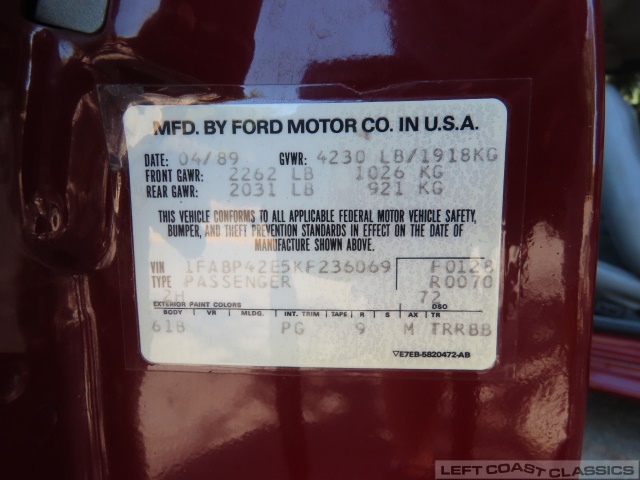 MFD. BY FORD MOTOR CO. IN U.S.A.
DATE: 04/89 GVWR: 4230 LB/1918KG
FRONT GAWR: 2262 LB 1026 KG
REAR GAWR: 2031 LB 921 KG
THIS VEHICLE CONFORMS TO ALL APPLICABLE FEDERAL MOTOR VEHICLE SAFETY,
BUMPER, AND THEFT PREVENTION STANDARDS IN EFFECT ON THE DATE OF
MANUFACTURE SHOWN ABOVE.
VIN 1FABP42E5KF236069 F0128
TYPE PASSENGER R0070
2H 72
EXTERIOR PAINT COLORS DSO
BODY VR MLDG. INT. TRIM TAPE R S AX TR
61B PG 9 M TRRBB
E7EB-5820472-AB
LEFT COAST CLASSICS